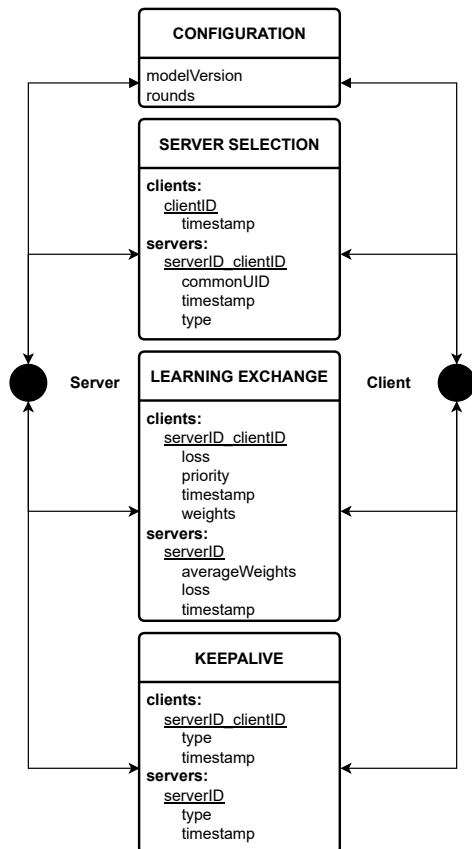 CONFIGURATION
modelVersion
rounds
SERVER SELECTION
clients:
clientID
timestamp
servers:
serverID_clientID
commonUID
timestamp
type
Server
LEARNING EXCHANGE
Client
clients:
serverID_clientID
loss
priority
timestamp
weights
servers:
serverID
averageWeights
loss
timestamp
KEEPALIVE
clients:
serverID_clientID
type
timestamp
servers:
serverID
type
timestamp